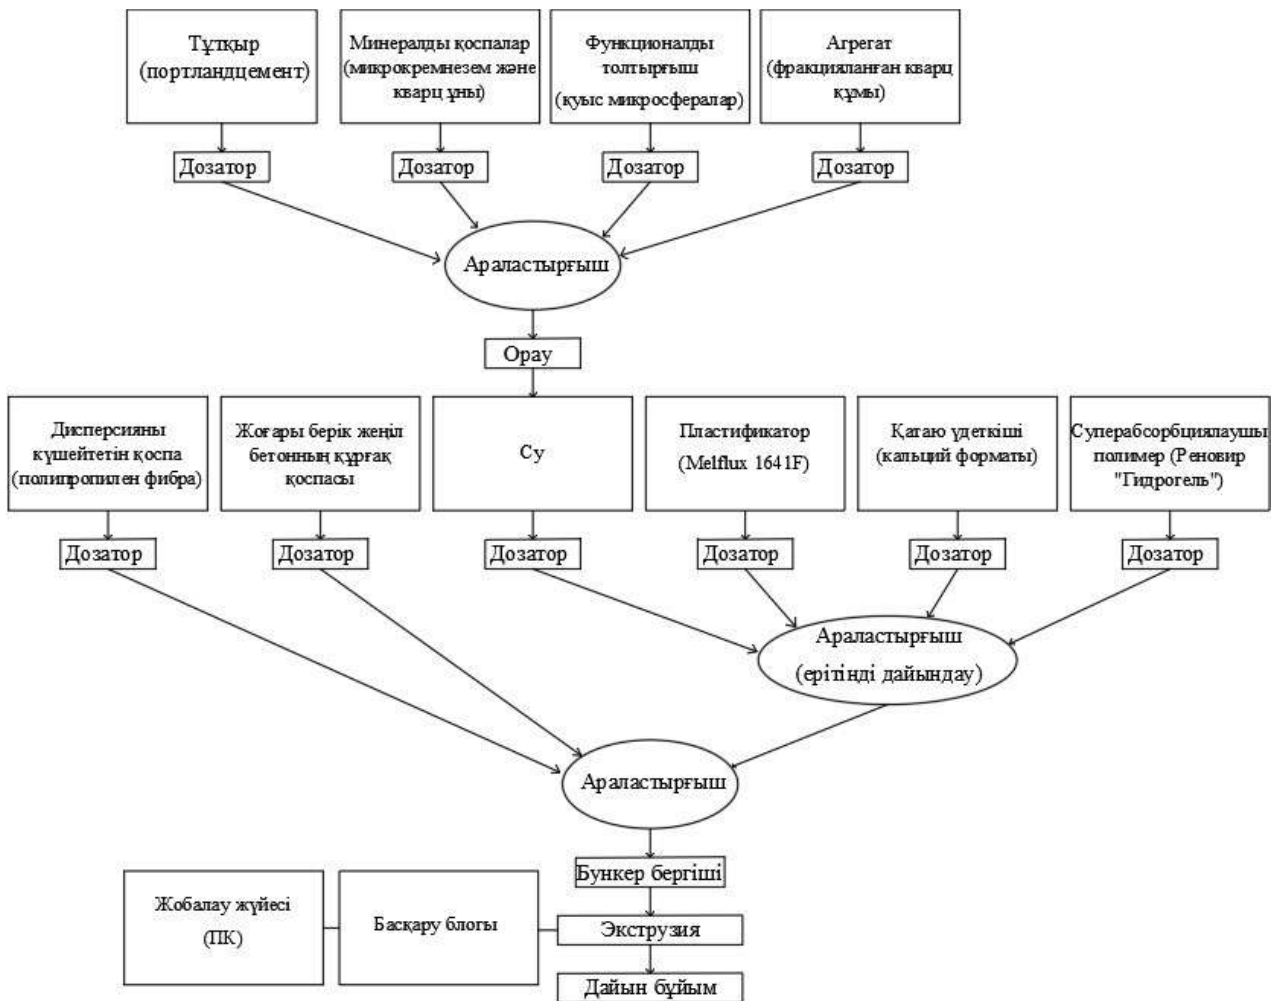 Тұтқыр
(портландцемент)
Минералды қоспалар
(микрокремнезем және
кварц ұны)
Функционалды
толтырғыш
(қуыс микросфералар)
Агрегат
(фракцияланған кварц
құмы)
Дозатор
Дозатор
Дозатор
Дозатор
Араластырғыш
Орау
Дисперсияны
күшейтетін қоспа
(полипропилен фибра)
Жоғары берік жеңіл
бетонның құрғақ
қоспасы
Су
Пластификатор
(Melflux 1641F)
Қатаю үдеткіші
(кальций форматы)
Суперабсорбциялаушы
полимер (Реновир
"Гидрогель")
Дозатор
Дозатор
Дозатор
Дозатор
Дозатор
Дозатор
Араластырғыш
(ерітінді дайындау)
Араластырғыш
Бункер бергіші
Жобалау жүйесі
(ПК)
Басқару блогы
Экструзия
Дайын бұйым